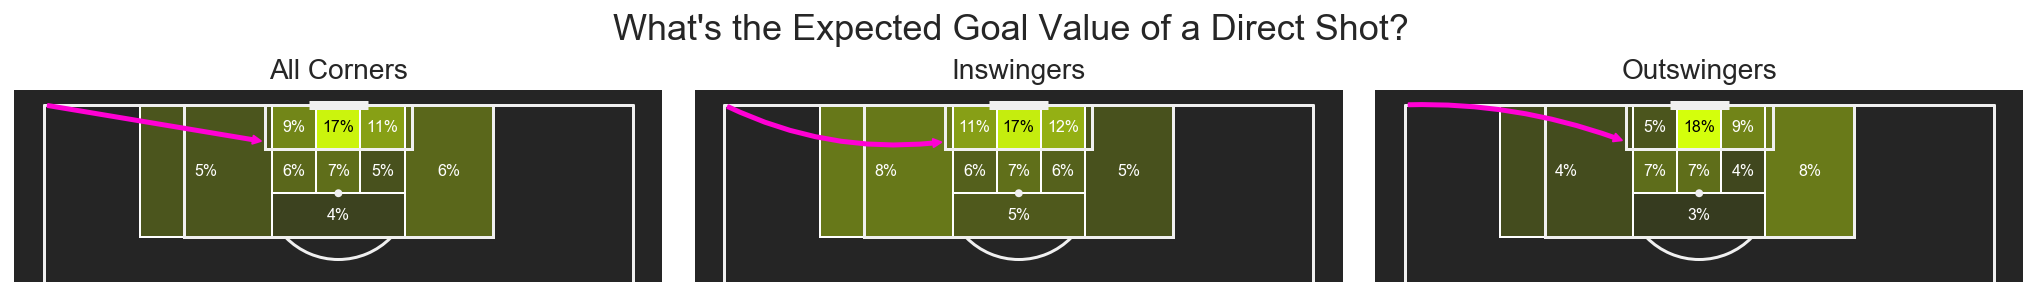 What's the Expected Goal Value of a Direct Shot?
All Corners
9% 17% 11%
5% 6% 7% 5% 6%
4%
Inswingers
11% 17% 12%
8% 6% 7% 6% 5%
5%
Outswingers
5% 18% 9%
4% 7% 7% 4% 8%
3%